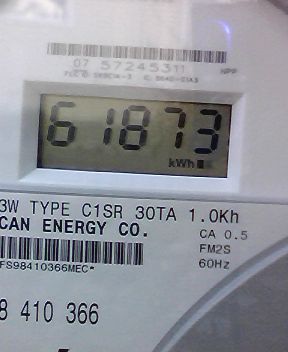 07 57245311
61873
kWh
3W TYPE C1SR 30TA 1.0Kh
CAN ENERGY CO.
CA 0.5
FM2S
FS98410366MEC*
60Hz
8 410 366